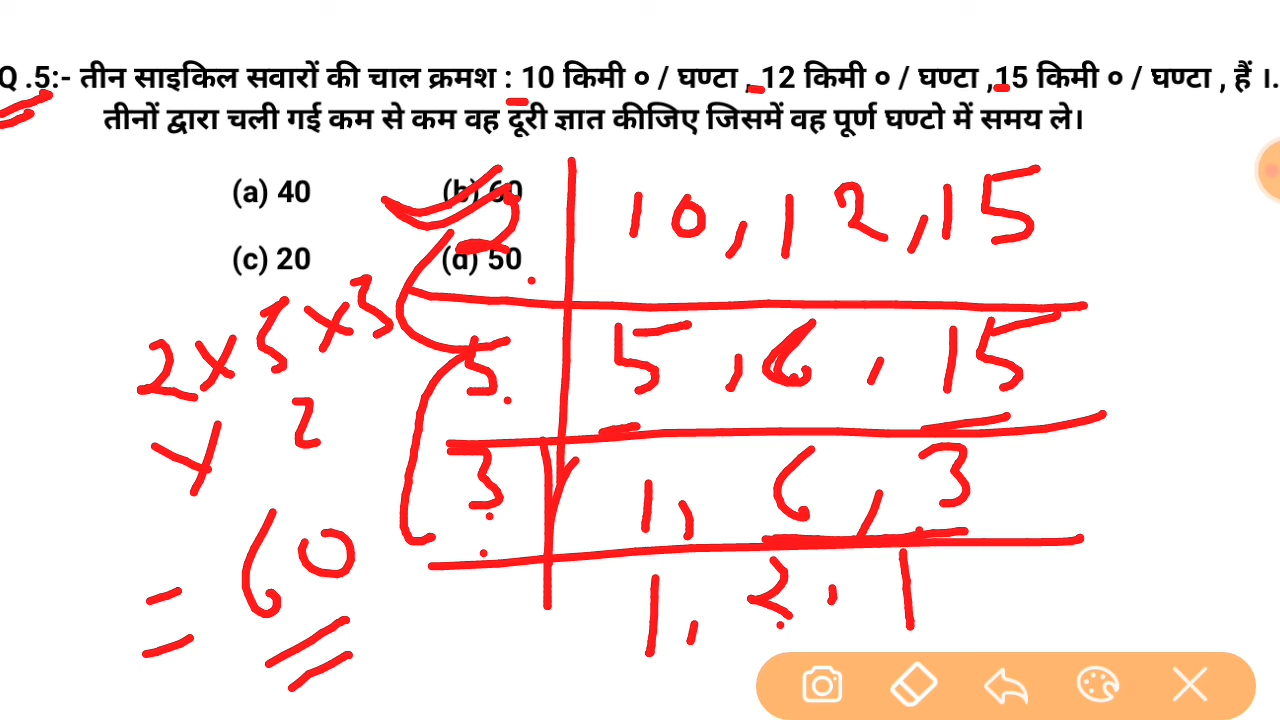 Q .5:- तीन साइकिल सवारों की चाल क्रमश : 10 किमी ० / घण्टा , 12 किमी ० / घण्टा ,15 किमी ० / घण्टा , हैं ।.
तीनों द्वारा चली गई कम से कम वह दूरी ज्ञात कीजिए जिसमें वह पूर्ण घण्टो में समय ले।
(a) 40 (b) 60
(c) 20 (d) 50
2 10, 12, 15
5 5, 6, 15
3 1, 6, 3
1, 2, 1
2 x 5 x 3
x 2
= 60